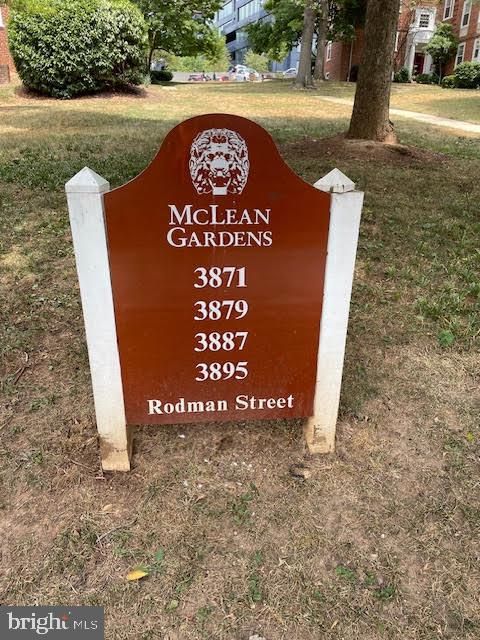 McLEAN
GARDENS
3871
3879
3887
3895
Rodman Street
bright MLS